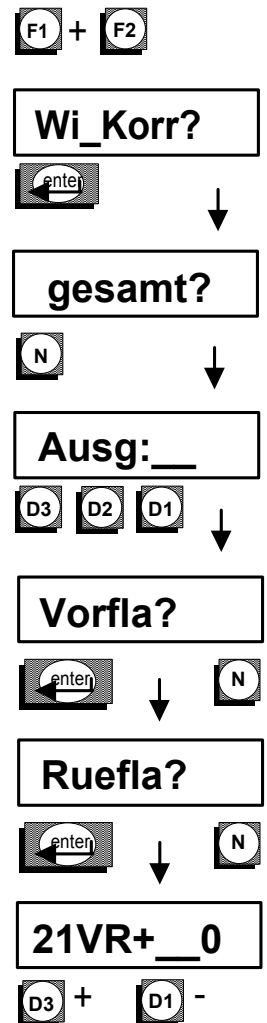 F1 + F2
Wi_Korr?
enter
gesamt?
N
Ausg:__
D3 D2 D1
Vorfla?
enter N
Ruefla?
enter N
21VR+__0
D3 + D1 -